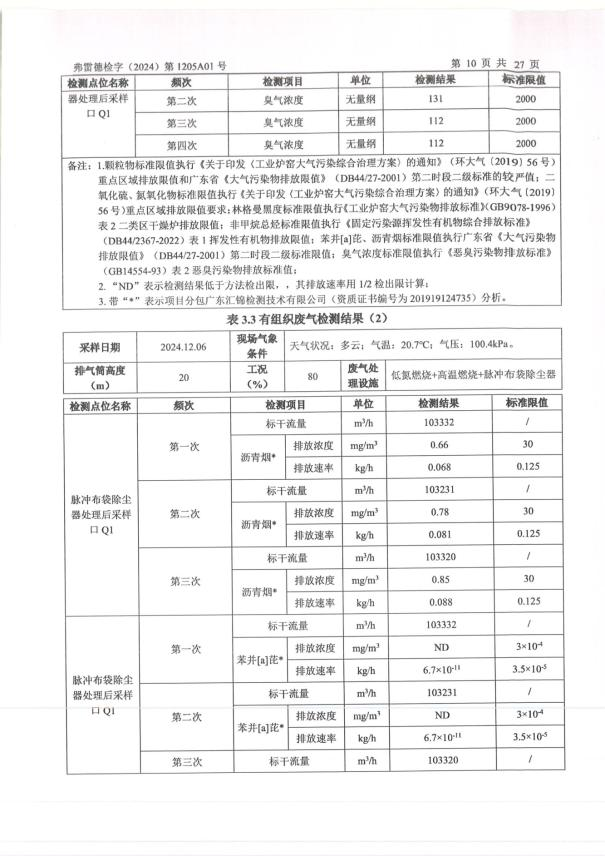 弗雷德检字（2024）第 1205A01 号 第 10 页 共 27 页
检测点位名称 频次 检测项目 单位 检测结果 标准限值
器处理后采样口 Q1 第二次 臭气浓度 无量纲 131 2000
第三次 臭气浓度 无量纲 112 2000
第四次 臭气浓度 无量纲 112 2000
备注：1.颗粒物标准限值执行《关于印发〈工业炉窑大气污染综合治理方案〉的通知》（环大气〔2019〕56 号）
重点区域排放限值和广东省《大气污染物排放限值》（DB44/27-2001）第二时段二级标准的较严值；二
氧化硫、氮氧化物标准限值执行《关于印发〈工业炉窑大气污染综合治理方案〉的通知》（环大气〔2019〕
56 号）重点区域排放限值要求；林格曼黑度标准限值执行《工业炉窑大气污染物排放标准》（GB9078-1996）
表 2 二类区干燥炉排放限值；非甲烷总烃标准限值执行《固定污染源挥发性有机物综合排放标准》
（DB44/2367-2022）表 1 挥发性有机物排放限值；苯并[a]芘、沥青烟标准限值执行广东省《大气污染物
排放限值》（DB44/27-2001）第二时段二级标准；臭气浓度标准限值执行《恶臭污染物排放标准》
（GB14554-93）表 2 恶臭污染物排放标准值；
2.“ND”表示检测结果低于方法检出限，，其排放速率用 1/2 检出限计算；
3.带“*”表示项目分包广东汇锦检测技术有限公司（资质证书编号为 201919124735）分析。
表 3.3 有组织废气检测结果（2）
采样日期 2024.12.06 现场气象条件 天气状况：多云；气温：20.7℃；气压：100.4kPa。
排气筒高度（m） 20 工况（%） 80 废气处理设施 低氮燃烧+高温燃烧+脉冲布袋除尘器
检测点位名称 频次 检测项目 单位 检测结果 标准限值
脉冲布袋除尘器处理后采样口 Q1 第一次 标干流量 m³/h 103332 /
沥青烟* 排放浓度 mg/m³ 0.66 30
排放速率 kg/h 0.068 0.125
第二次 标干流量 m³/h 103231 /
沥青烟* 排放浓度 mg/m³ 0.78 30
排放速率 kg/h 0.081 0.125
第三次 标干流量 m³/h 103320 /
沥青烟* 排放浓度 mg/m³ 0.85 30
排放速率 kg/h 0.088 0.125
脉冲布袋除尘器处理后采样口 Q1 第一次 标干流量 m³/h 103332 /
苯并[a]芘* 排放浓度 mg/m³ ND 3×10⁻⁴
排放速率 kg/h 6.7×10⁻¹¹ 3.5×10⁻⁵
第二次 标干流量 m³/h 103231 /
苯并[a]芘* 排放浓度 mg/m³ ND 3×10⁻⁴
排放速率 kg/h 6.7×10⁻¹¹ 3.5×10⁻⁵
第三次 标干流量 m³/h 103320 /